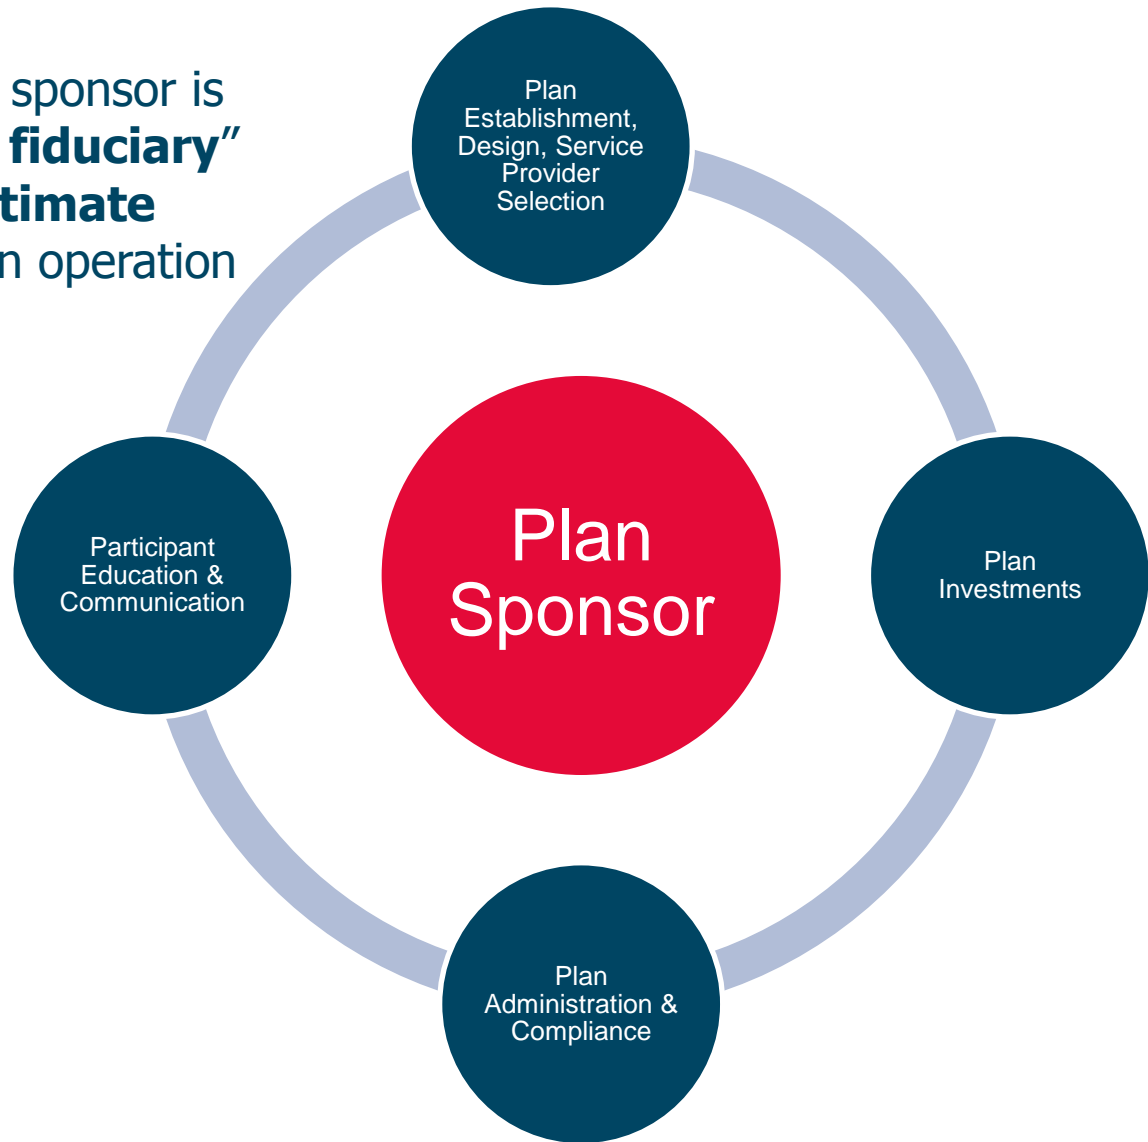 sponsor is
fiduciary”
timate
n operation
Plan
Establishment,
Design, Service
Provider
Selection
Participant
Education &
Communication
Plan
Sponsor
Plan
Investments
Plan
Administration &
Compliance